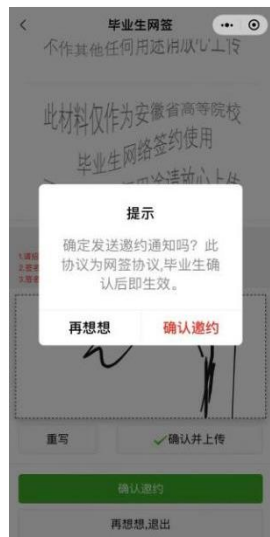 毕业生网签
不作其他任何用途请放心上传
此材料仅作为安徽省高等院校
毕业生网络签约使用
提示
确定发送邀约通知吗？此
协议为网签协议,毕业生确
认后即生效。
再想想
确认邀约
重写
✓确认并上传
确认邀约
再想想,退出